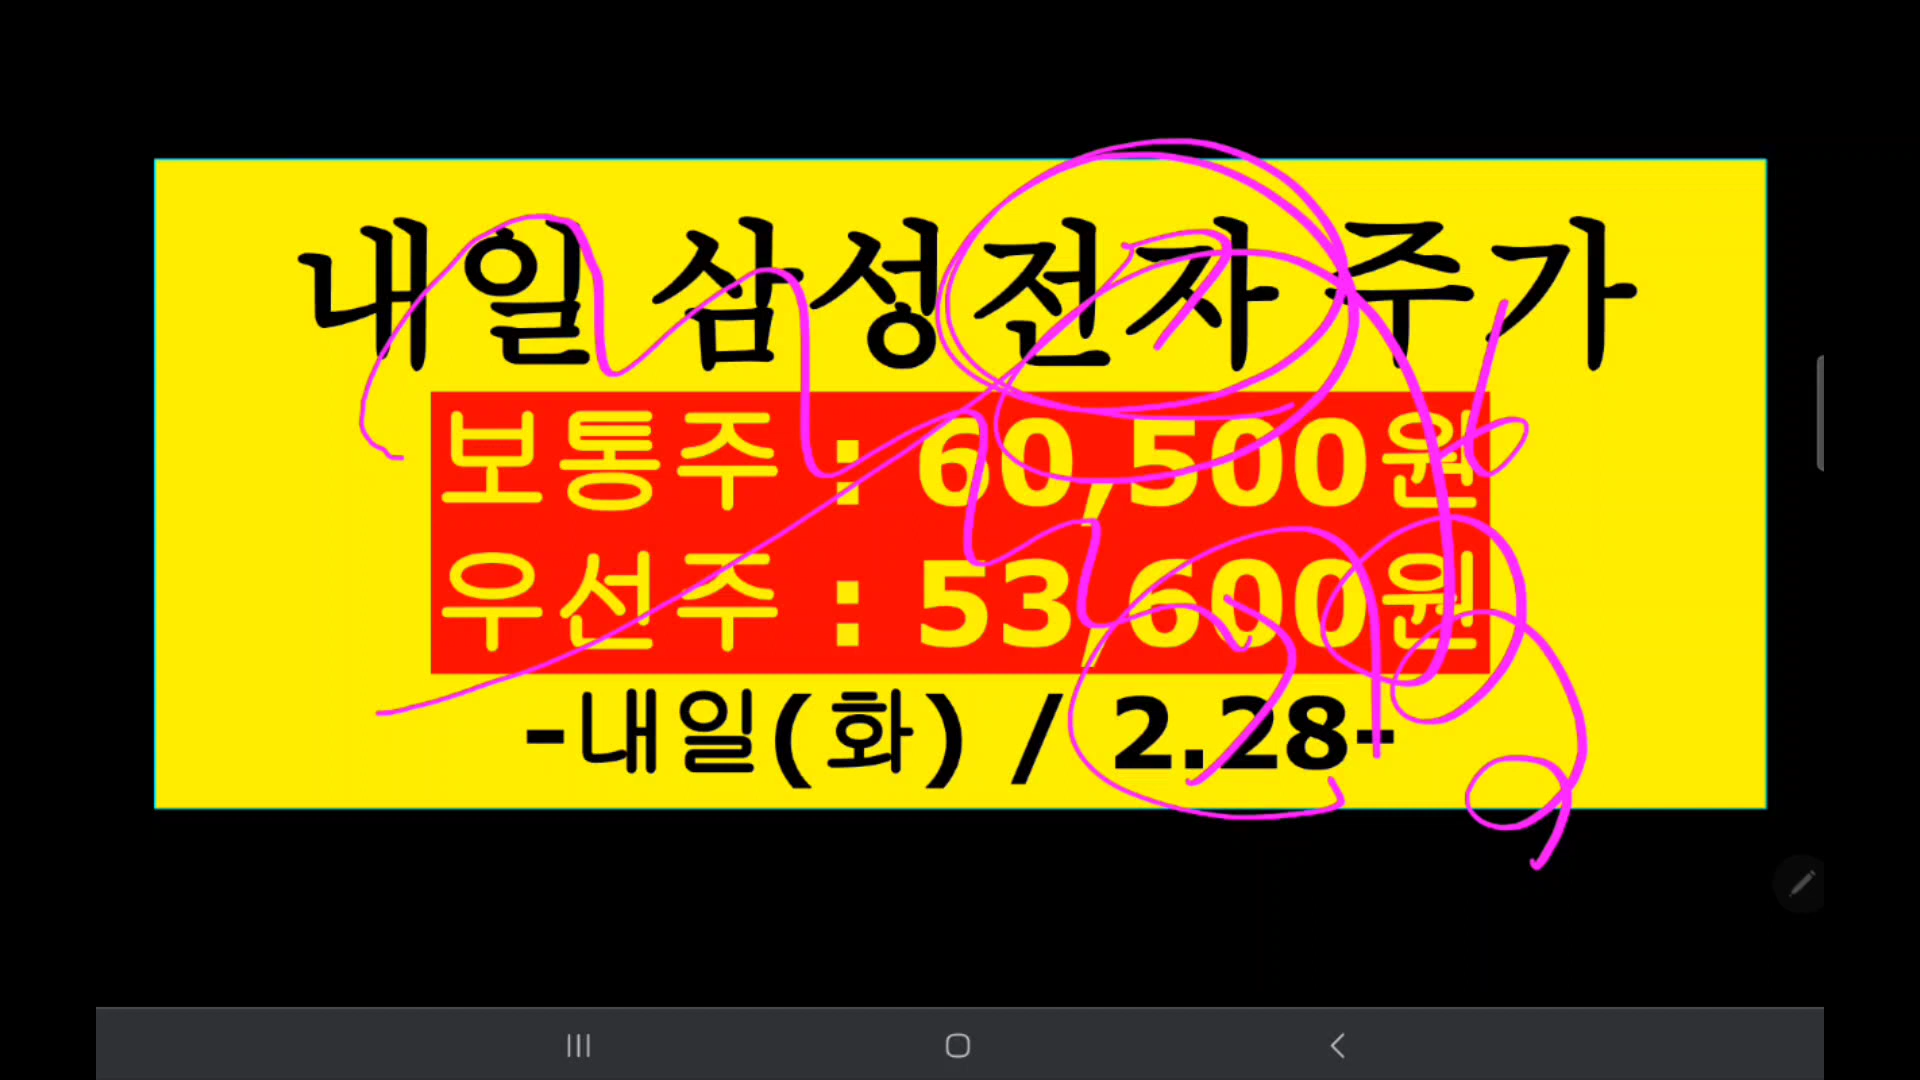 내일 삼성전자 주가
보통주 : 60,500원
우선주 : 53,600원
-내일(화) / 2.28-